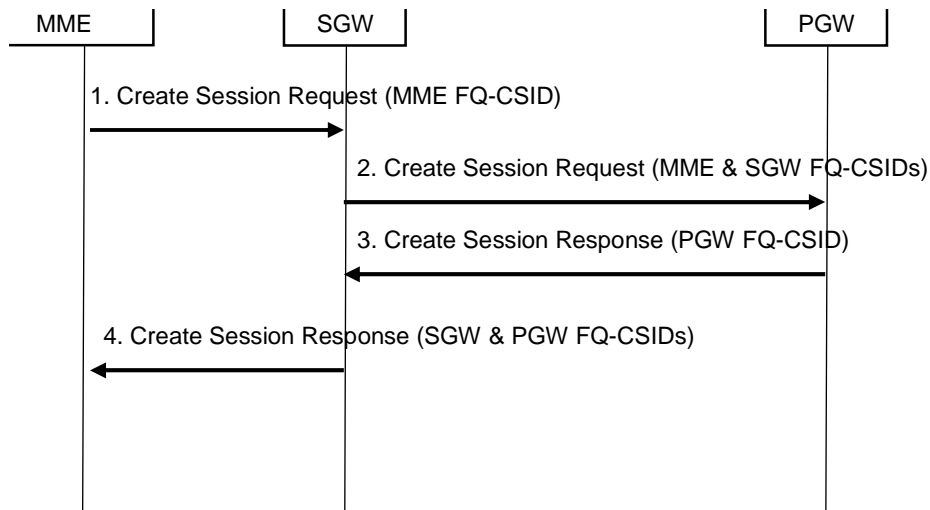 MME SGW PGW
1. Create Session Request (MME FQ-CSID)
2. Create Session Request (MME & SGW FQ-CSIDs)
3. Create Session Response (PGW FQ-CSID)
4. Create Session Response (SGW & PGW FQ-CSIDs)